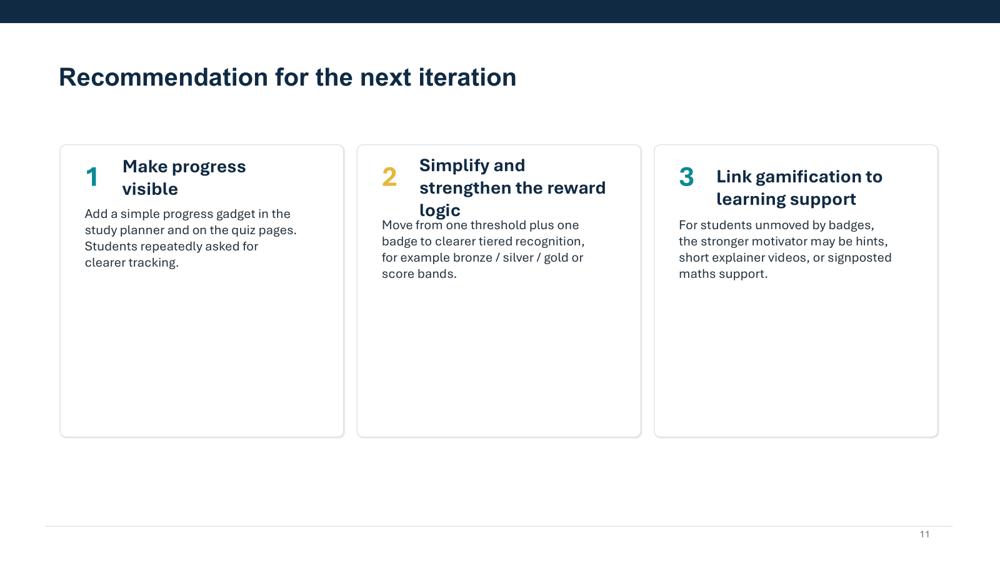 Recommendation for the next iteration
1
Make progress
visible
Add a simple progress gadget in the
study planner and on the quiz pages.
Students repeatedly asked for
clearer tracking.
2
Simplify and
strengthen the reward
logic
Move from one threshold plus one
badge to clearer tiered recognition,
for example bronze / silver / gold or
score bands.
3
Link gamification to
learning support
For students unmoved by badges,
the stronger motivator may be hints,
short explainer videos, or signposted
maths support.
11